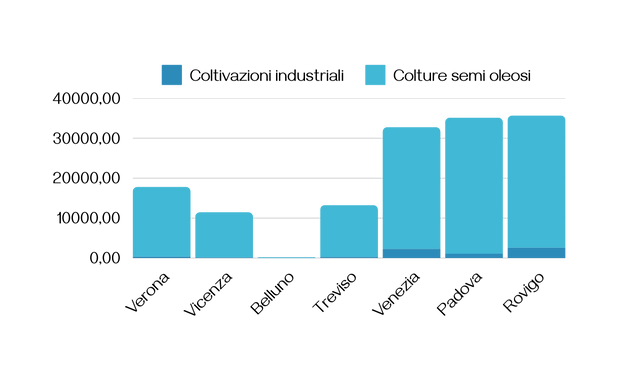 Coltivazioni industriali
Colture semi oleosi
40000,00
30000,00
20000,00
10000,00
0,00
Verona
Vicenza
Belluno
Treviso
Venezia
Padova
Rovigo